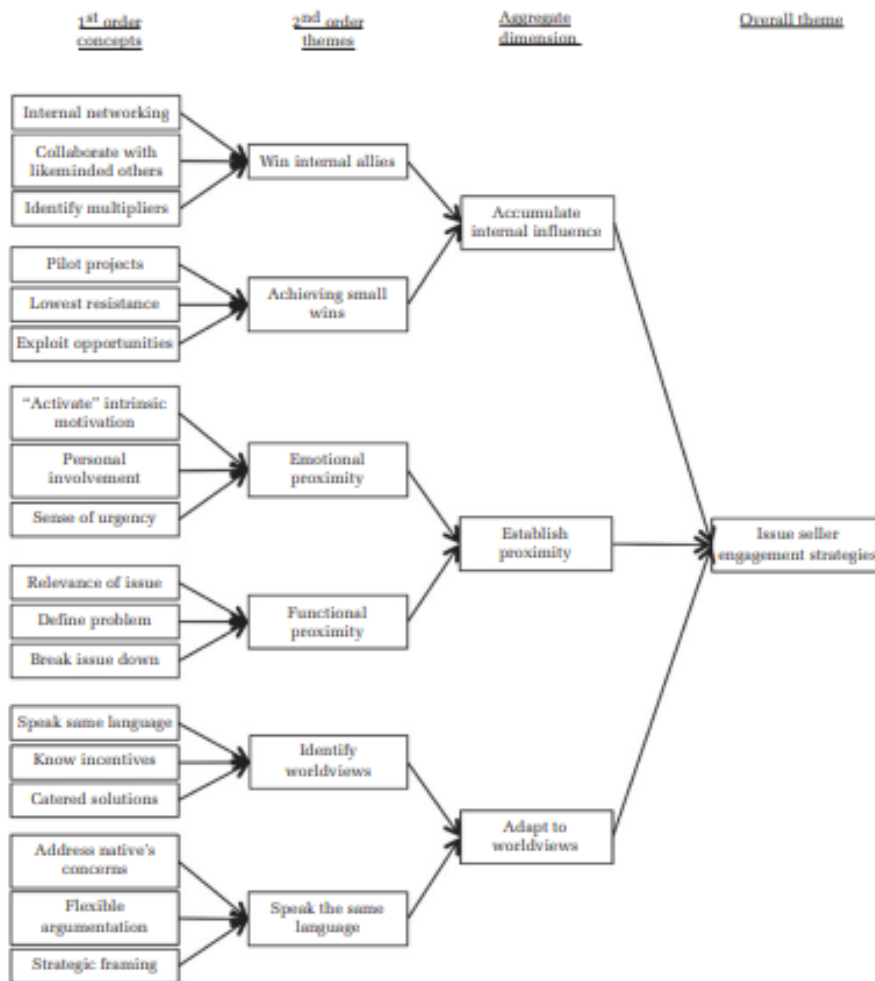 1st order
concepts
2nd order
themes
Aggregate
dimension
Overall theme
Internal networking
Collaborate with
likeminded others
Identify multipliers
Win internal allies
Accumulate
internal influence
Pilot projects
Lowest resistance
Exploit opportunities
Achieving small
wins
"Activate" intrinsic
motivation
Personal
involvement
Sense of urgency
Emotional
proximity
Establish
proximity
Issue seller
engagement strategies
Relevance of issue
Define problem
Break issue down
Functional
proximity
Speak same language
Know incentives
Catered solutions
Identify
worldviews
Adapt to
worldviews
Address native's
concerns
Flexible
argumentation
Strategic framing
Speak the same
language